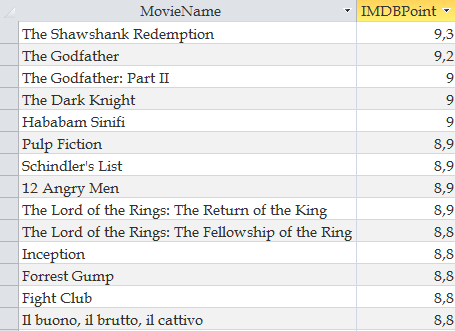 MovieName IMDBPoint
The Shawshank Redemption 9,3
The Godfather 9,2
The Godfather: Part II 9
The Dark Knight 9
Hababam Sinifi 9
Pulp Fiction 8,9
Schindler's List 8,9
12 Angry Men 8,9
The Lord of the Rings: The Return of the King 8,9
The Lord of the Rings: The Fellowship of the Ring 8,8
Inception 8,8
Forrest Gump 8,8
Fight Club 8,8
Il buono, il brutto, il cattivo 8,8